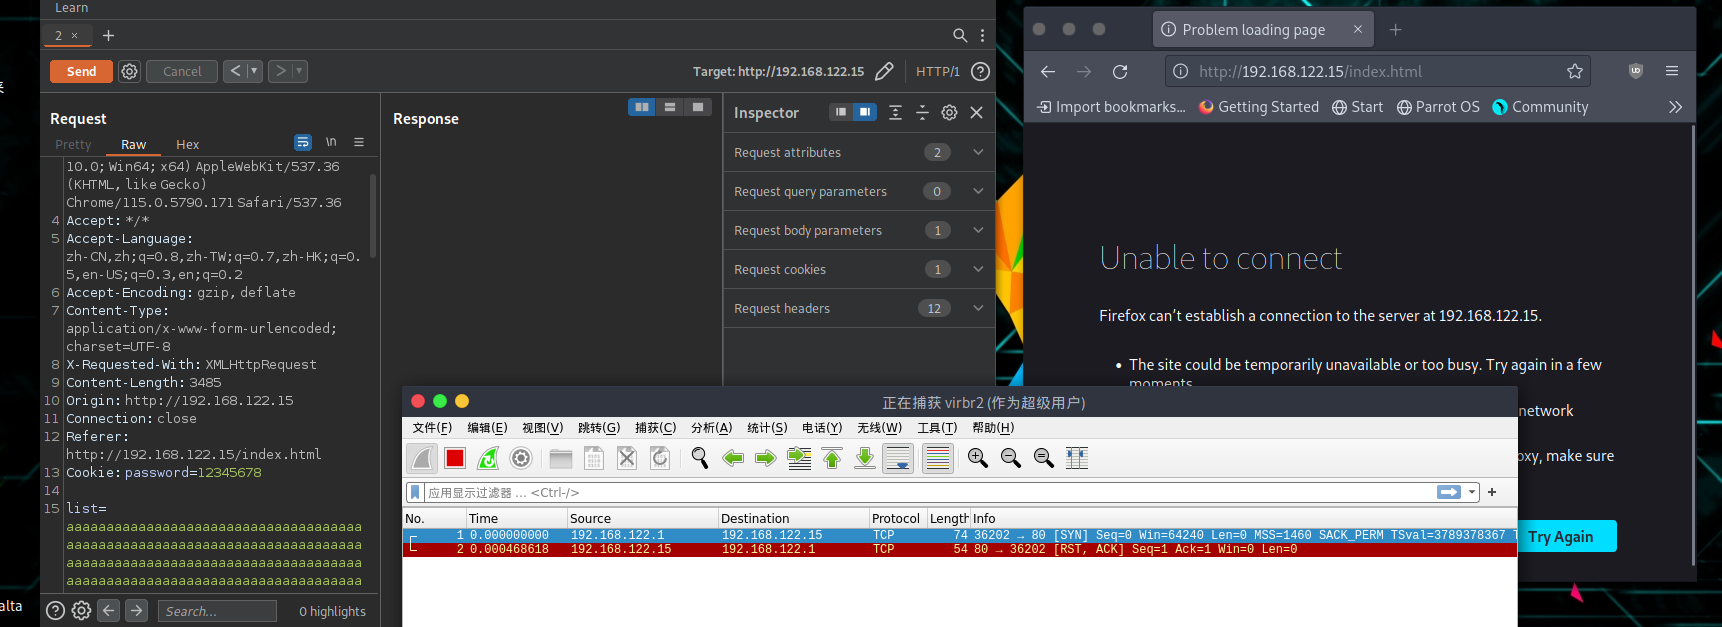 Learn
2 × +
Send Cancel < > Target: http://192.168.122.15 HTTP/1
Request
Pretty Raw Hex \n
10.0; Win64; x64) AppleWebKit/537.36
(KHTML, like Gecko)
Chrome/115.0.5790.171 Safari/537.36
4 Accept: */*
5 Accept-Language:
zh-CN,zh;q=0.8,zh-TW;q=0.7,zh-HK;q=0.
5,en-US;q=0.3,en;q=0.2
6 Accept-Encoding: gzip, deflate
7 Content-Type:
application/x-www-form-urlencoded;
charset=UTF-8
8 X-Requested-With: XMLHttpRequest
9 Content-Length: 3485
10 Origin: http://192.168.122.15
11 Connection: close
12 Referer:
http://192.168.122.15/index.html
13 Cookie: password=12345678
14
15 list=
aaaaaaaaaaaaaaaaaaaaaaaaaaaaaaaaaaaaa
aaaaaaaaaaaaaaaaaaaaaaaaaaaaaaaaaaaaa
aaaaaaaaaaaaaaaaaaaaaaaaaaaaaaaaaaaaa
aaaaaaaaaaaaaaaaaaaaaaaaaaaaaaaaaaaaa
Search... 0 highlights
Response
Inspector
Request attributes 2
Request query parameters 0
Request body parameters 1
Request cookies 1
Request headers 12
Problem loading page × +
http://192.168.122.15/index.html
Import bookmarks... Getting Started Start Parrot OS Community
Unable to connect
Firefox can't establish a connection to the server at 192.168.122.15.
• The site could be temporarily unavailable or too busy. Try again in a few
moments
network
oxy, make sure
Try Again
正在捕获 virbr2 (作为超级用户)
文件(F) 编辑(E) 视图(V) 跳转(G) 捕获(C) 分析(A) 统计(S) 电话(Y) 无线(W) 工具(T) 帮助(H)
应用显示过滤器 … <Ctrl-/> +
No. Time Source Destination Protocol Length Info
1 0.000000000 192.168.122.1 192.168.122.15 TCP 74 36202 → 80 [SYN] Seq=0 Win=64240 Len=0 MSS=1460 SACK_PERM TSval=3789378367
2 0.000468618 192.168.122.15 192.168.122.1 TCP 54 80 → 36202 [RST, ACK] Seq=1 Ack=1 Win=0 Len=0
alta